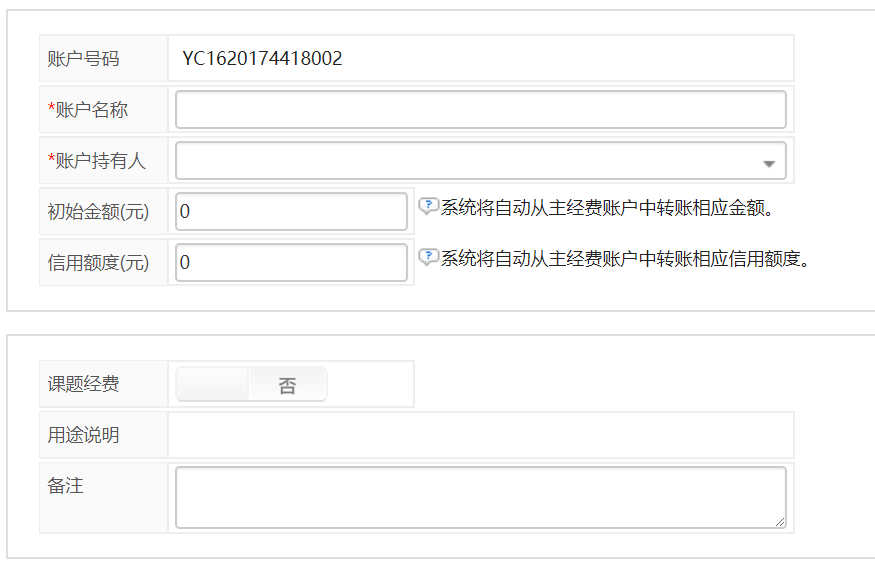 账户号码 YC1620174418002
*账户名称
*账户持有人
初始金额(元) 0 系统将自动从主经费账户中转账相应金额。
信用额度(元) 0 系统将自动从主经费账户中转账相应信用额度。
课题经费 否
用途说明
备注